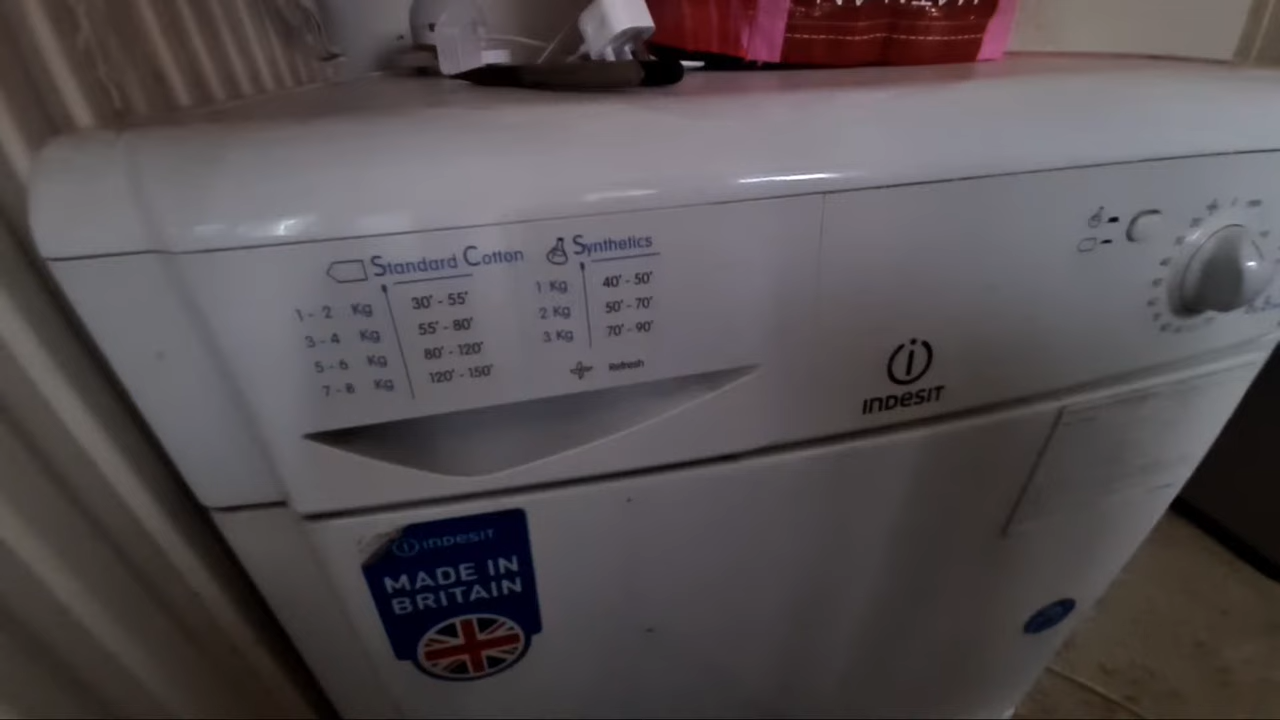 Standard Cotton
1 - 2 Kg 30' - 55'
3 - 4 Kg 55' - 80'
5 - 6 Kg 80' - 120'
7 - 8 Kg 120' - 150'
Synthetics
1 Kg 40' - 50'
2 Kg 50' - 70'
3 Kg 70' - 90'
Refresh
INDESIT
INDESIT
MADE IN
BRITAIN